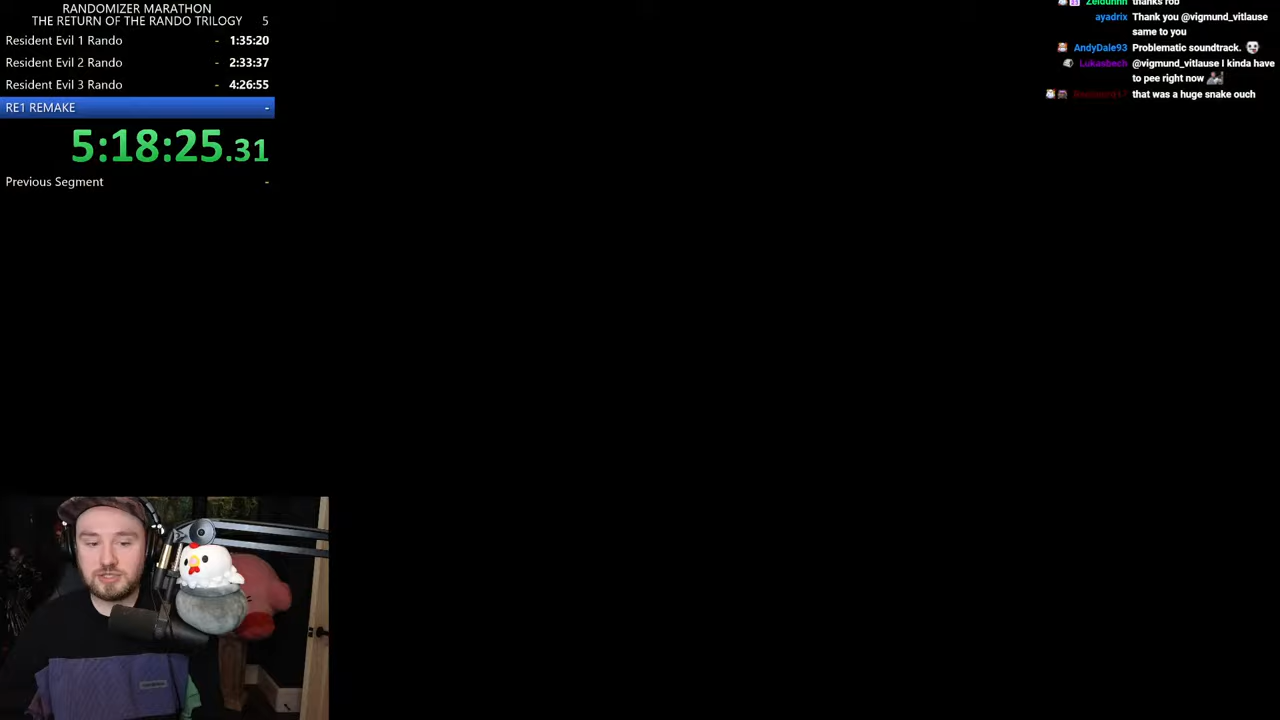 RANDOMIZER MARATHON
THE RETURN OF THE RANDO TRILOGY 5
Resident Evil 1 Rando - 1:35:20
Resident Evil 2 Rando - 2:33:37
Resident Evil 3 Rando - 4:26:55
RE1 REMAKE -
5:18:25.31
Previous Segment -
thanks rob
ayadrix Thank you @vigmund_vitlause
same to you
AndyDale93 Problematic soundtrack.
Lukasbech @vigmund_vitlause I kinda have
to pee right now
that was a huge snake ouch